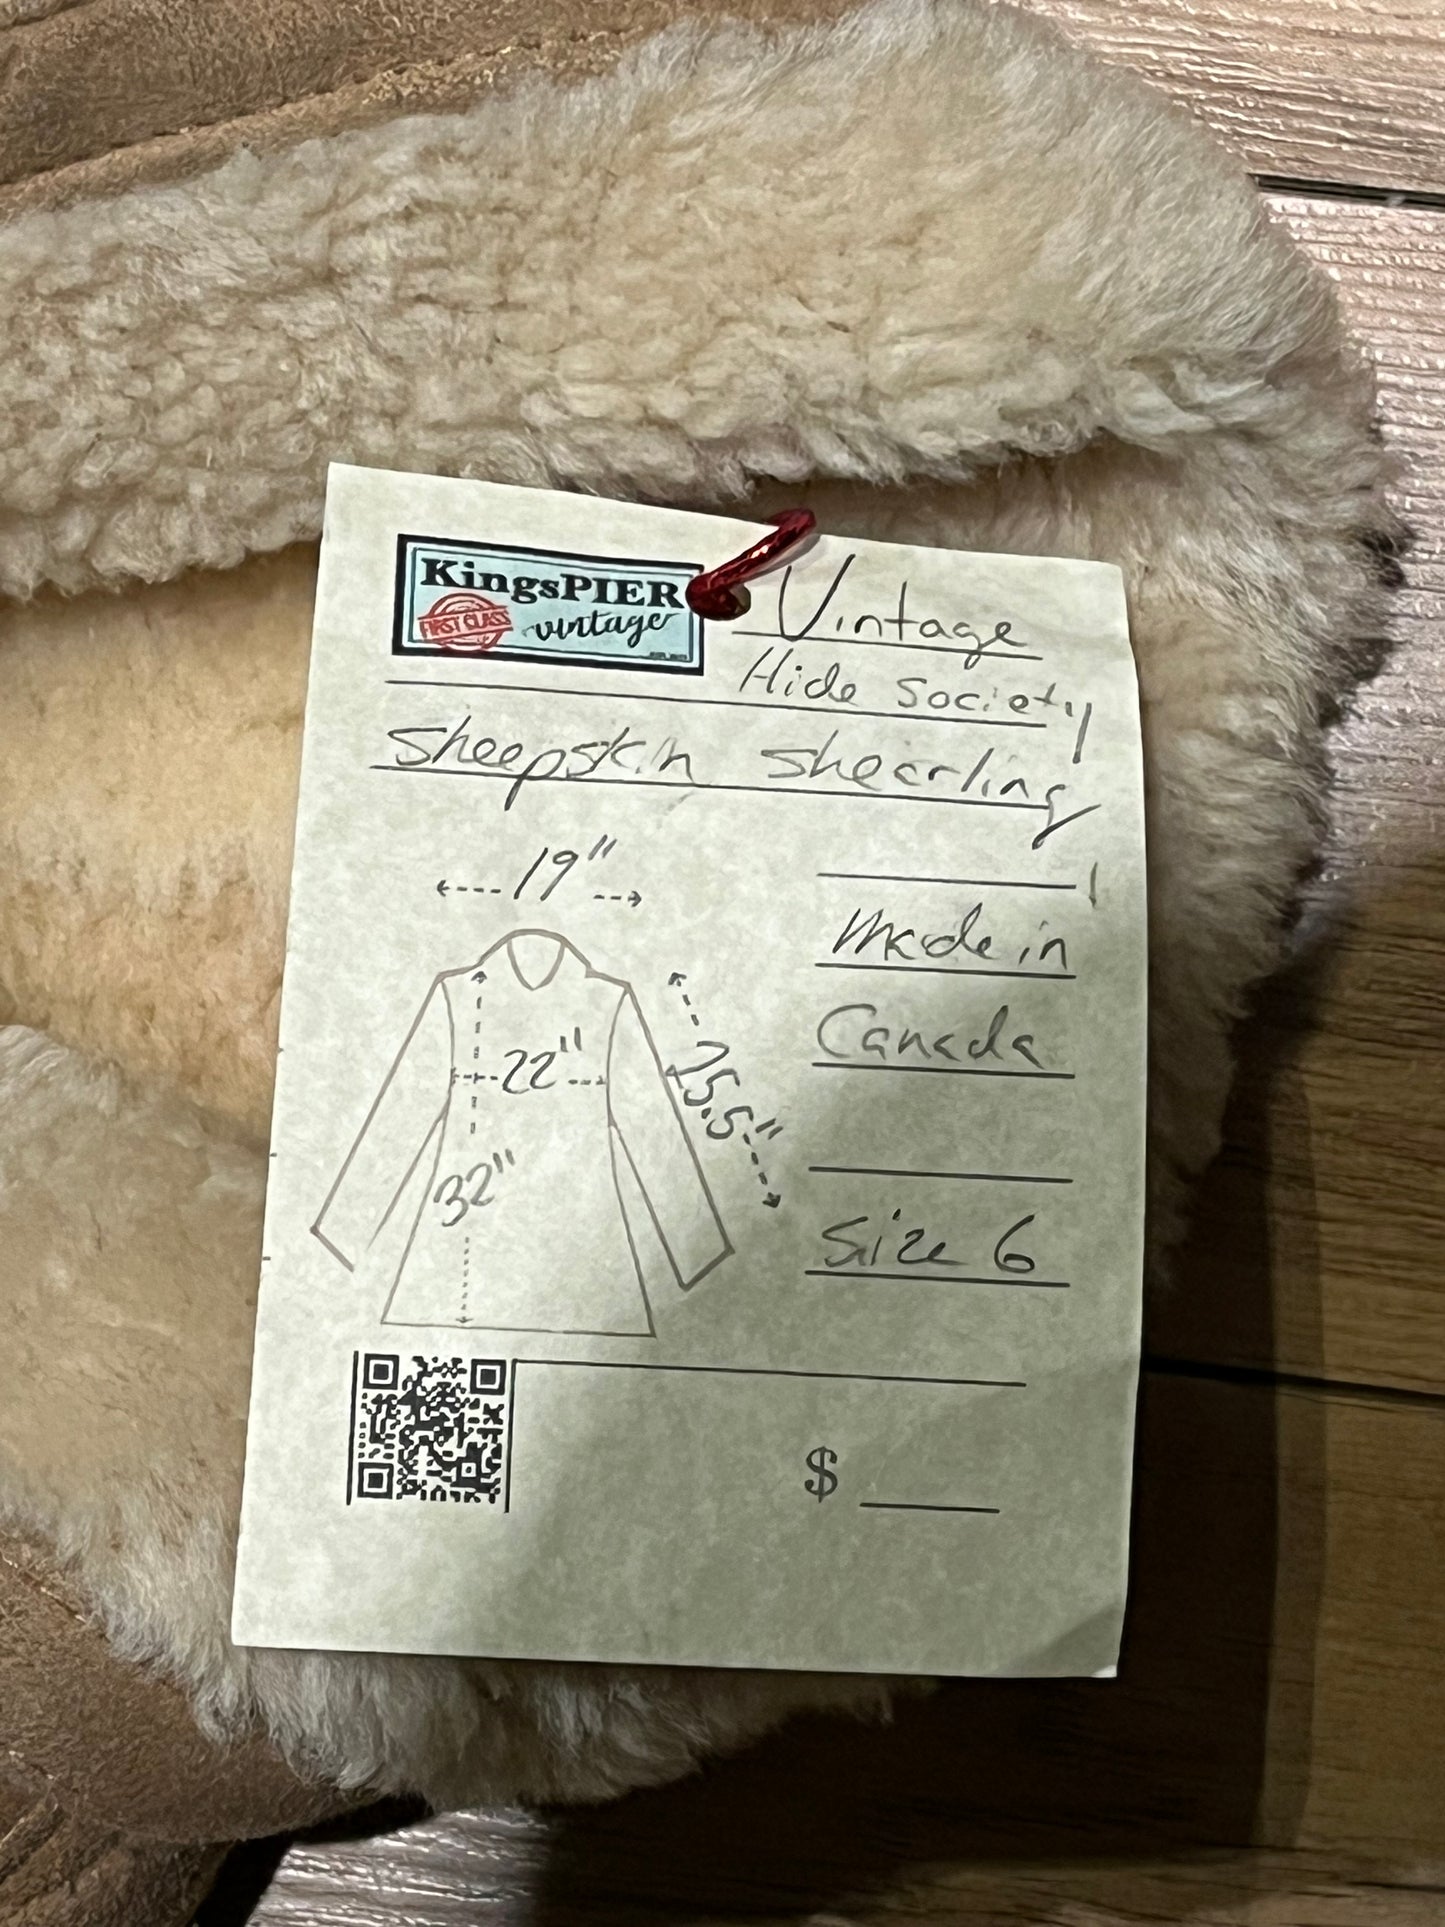 KingsPIER
FIRST CLASS
vintage
Vintage
Hide Society
Sheepskin shearling
19"
Made in
Canada
22"
25.5"
32"
Size 6
$